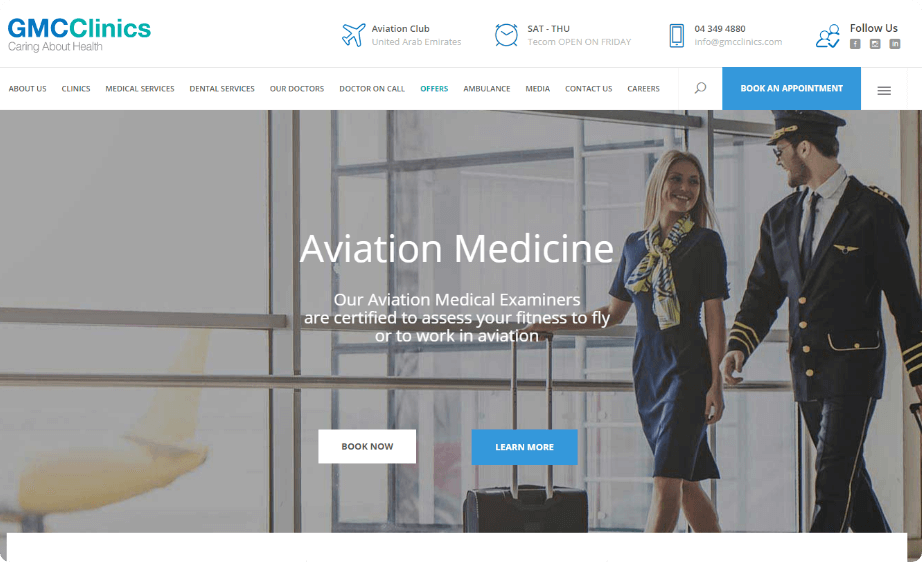 GMCClinics
Caring About Health
Aviation Club
United Arab Emirates
SAT - THU
Tecom OPEN ON FRIDAY
04 349 4880
info@gmcclinics.com
Follow Us
ABOUT US CLINICS MEDICAL SERVICES DENTAL SERVICES OUR DOCTORS DOCTOR ON CALL OFFERS AMBULANCE MEDIA CONTACT US CAREERS
BOOK AN APPOINTMENT
Aviation Medicine
Our Aviation Medical Examiners
are certified to assess your fitness to fly
or to work in aviation
BOOK NOW
LEARN MORE